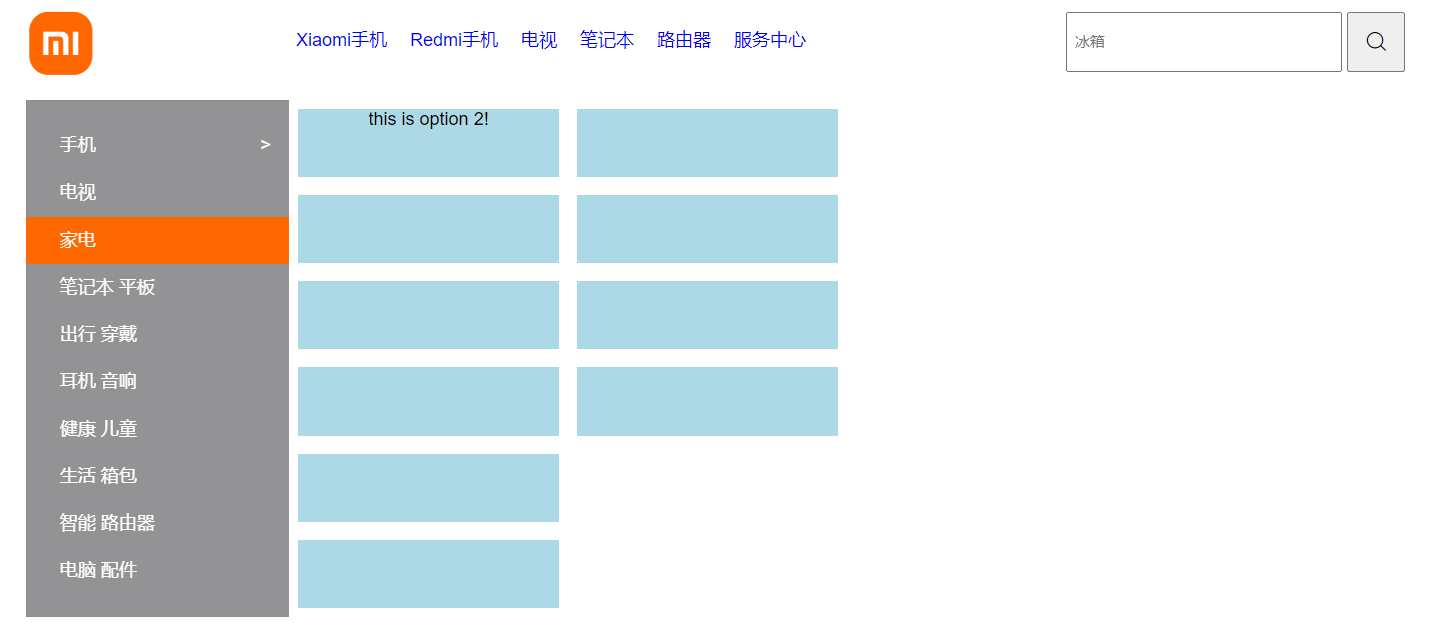 mi
Xiaomi手机 Redmi手机 电视 笔记本 路由器 服务中心
冰箱
手机 >
电视
家电
笔记本 平板
出行 穿戴
耳机 音响
健康 儿童
生活 箱包
智能 路由器
电脑 配件
this is option 2!